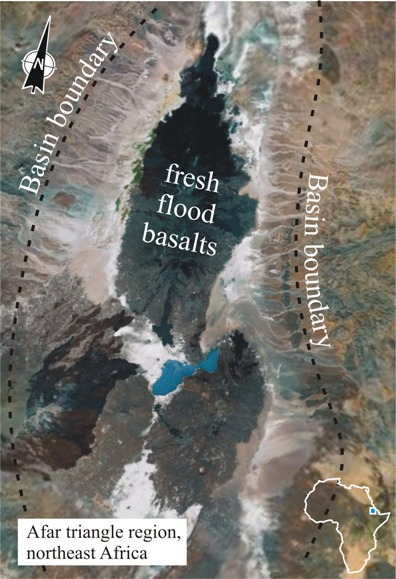 N
Basin boundary
fresh
flood
basalts
Basin boundary
Afar triangle region,
northeast Africa